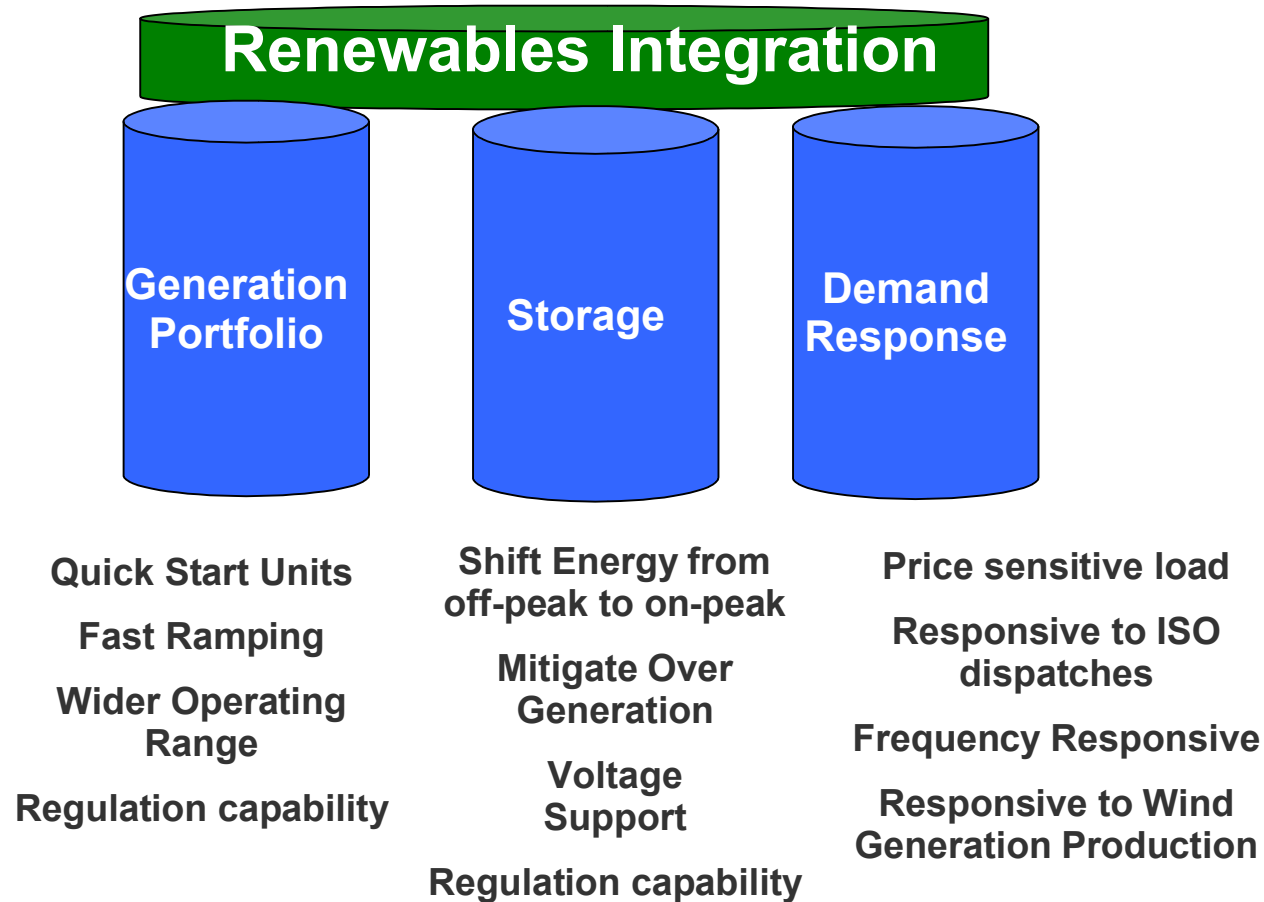 Renewables Integration
Generation
Portfolio
Storage
Demand
Response
Quick Start Units
Fast Ramping
Wider Operating
Range
Regulation capability
Shift Energy from
off-peak to on-peak
Mitigate Over
Generation
Voltage
Support
Regulation capability
Price sensitive load
Responsive to ISO
dispatches
Frequency Responsive
Responsive to Wind
Generation Production